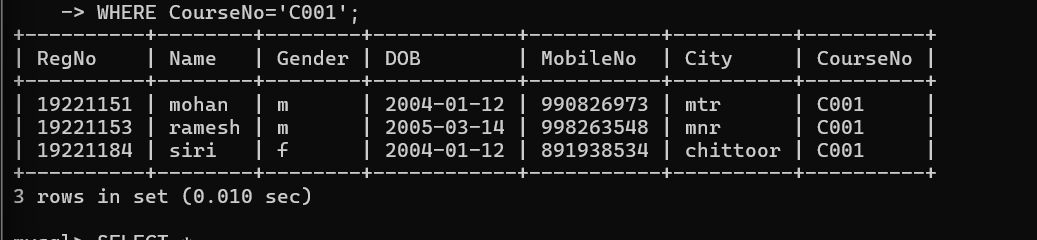 -> WHERE CourseNo='C001';
+----------+--------+--------+------------+-----------+----------+----------+
| RegNo    | Name   | Gender | DOB        | MobileNo  | City     | CourseNo |
+----------+--------+--------+------------+-----------+----------+----------+
| 19221151 | mohan  | m      | 2004-01-12 | 990826973 | mtr      | C001     |
| 19221153 | ramesh | m      | 2005-03-14 | 998263548 | mnr      | C001     |
| 19221184 | siri   | f      | 2004-01-12 | 891938534 | chittoor | C001     |
+----------+--------+--------+------------+-----------+----------+----------+
3 rows in set (0.010 sec)
mysql> SELECT